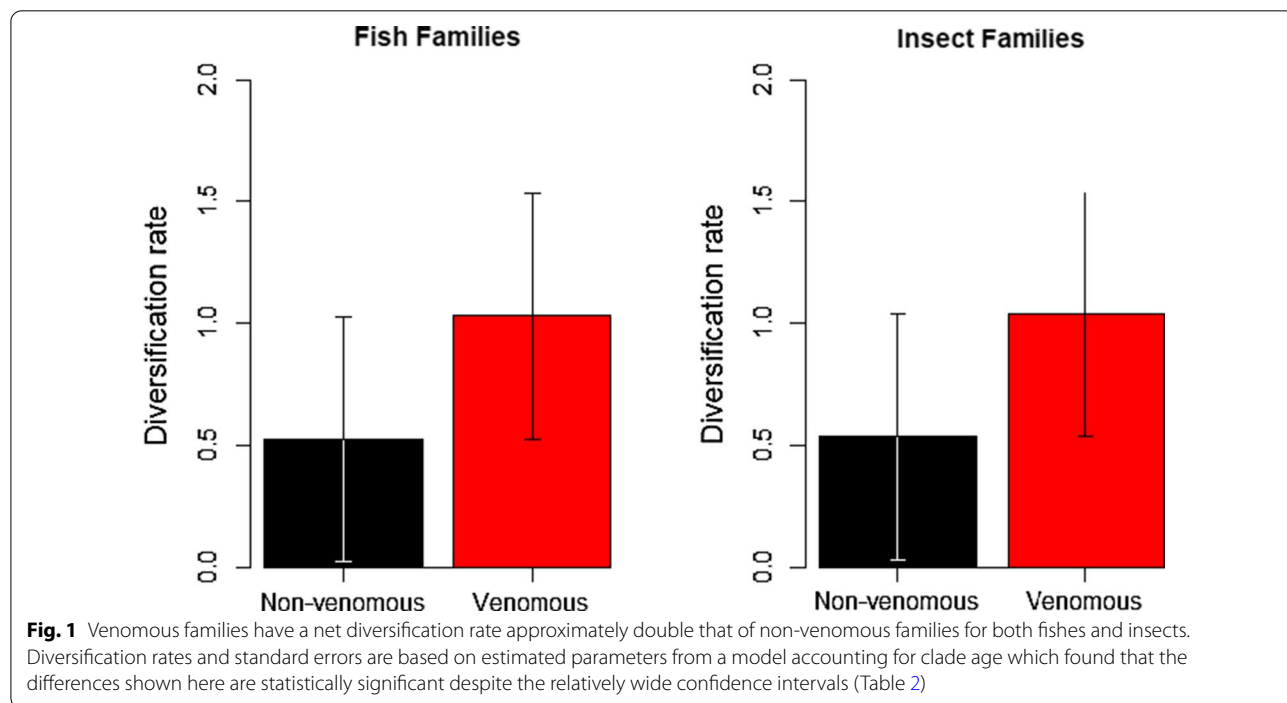 Fish Families
2.0
1.5
1.0
0.5
0.0
Diversification rate
Non-venomous Venomous
Insect Families
2.0
1.5
1.0
0.5
0.0
Diversification rate
Non-venomous Venomous
Fig. 1 Venomous families have a net diversification rate approximately double that of non-venomous families for both fishes and insects.
Diversification rates and standard errors are based on estimated parameters from a model accounting for clade age which found that the
differences shown here are statistically significant despite the relatively wide confidence intervals (Table 2)